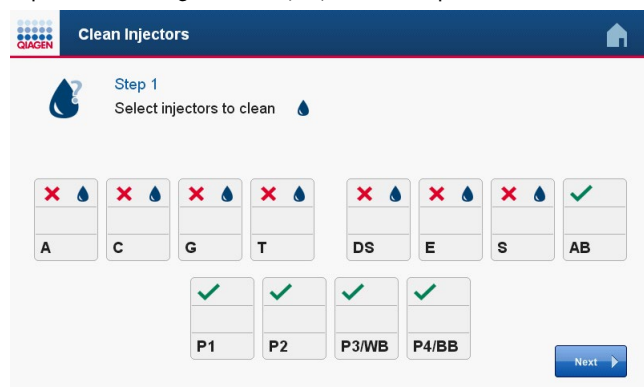 QIAGEN
Clean Injectors
Step 1
Select injectors to clean
A C G T DS E S AB
P1 P2 P3/WB P4/BB
Next